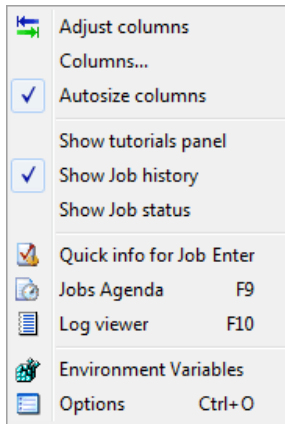 Adjust columns
Columns...
Autosize columns
Show tutorials panel
Show Job history
Show Job status
Quick info for Job Enter
Jobs Agenda F9
Log viewer F10
Environment Variables
Options Ctrl+O